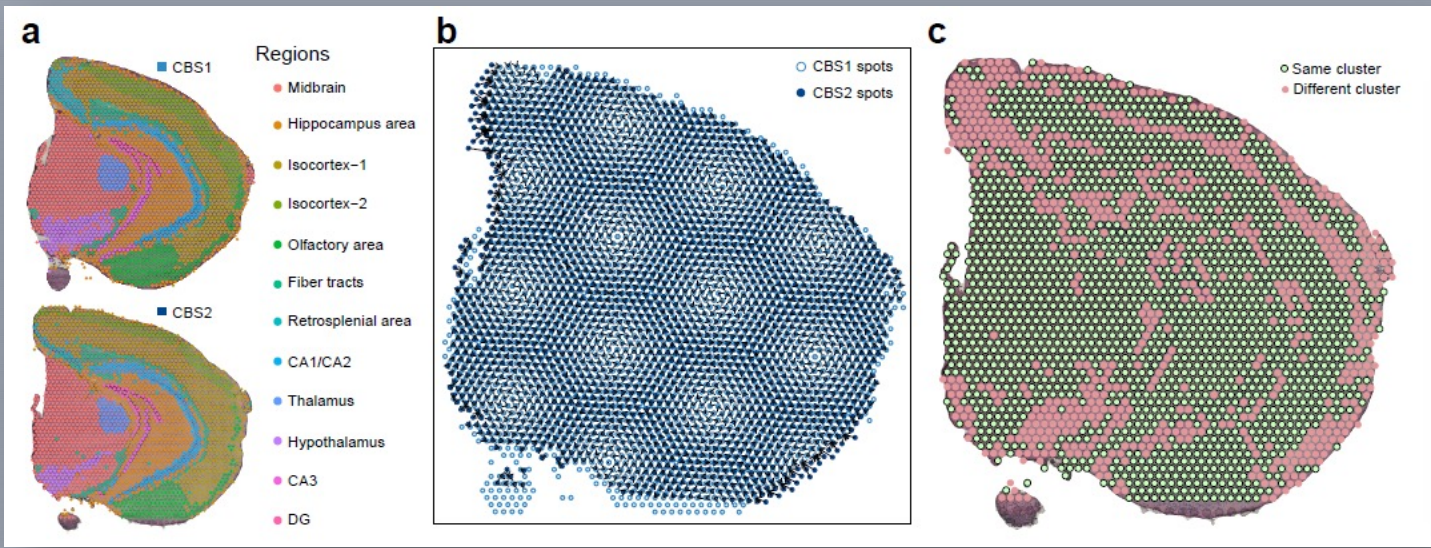 a
CBS1
Regions
Midbrain
Hippocampus area
Isocortex−1
Isocortex−2
Olfactory area
Fiber tracts
Retrosplenial area
CA1/CA2
Thalamus
Hypothalamus
CA3
DG
CBS2
b
CBS1 spots
CBS2 spots
c
Same cluster
Different cluster